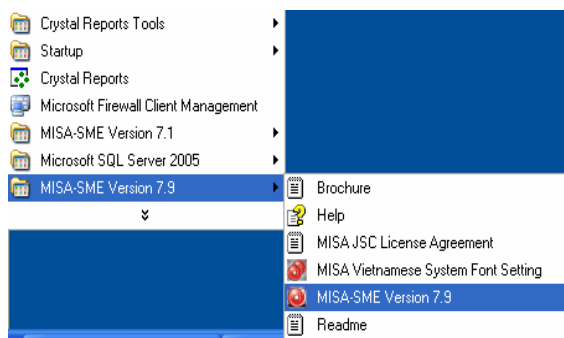 Crystal Reports Tools
Startup
Crystal Reports
Microsoft Firewall Client Management
MISA-SME Version 7.1
Microsoft SQL Server 2005
MISA-SME Version 7.9
Brochure
Help
MISA JSC License Agreement
MISA Vietnamese System Font Setting
MISA-SME Version 7.9
Readme